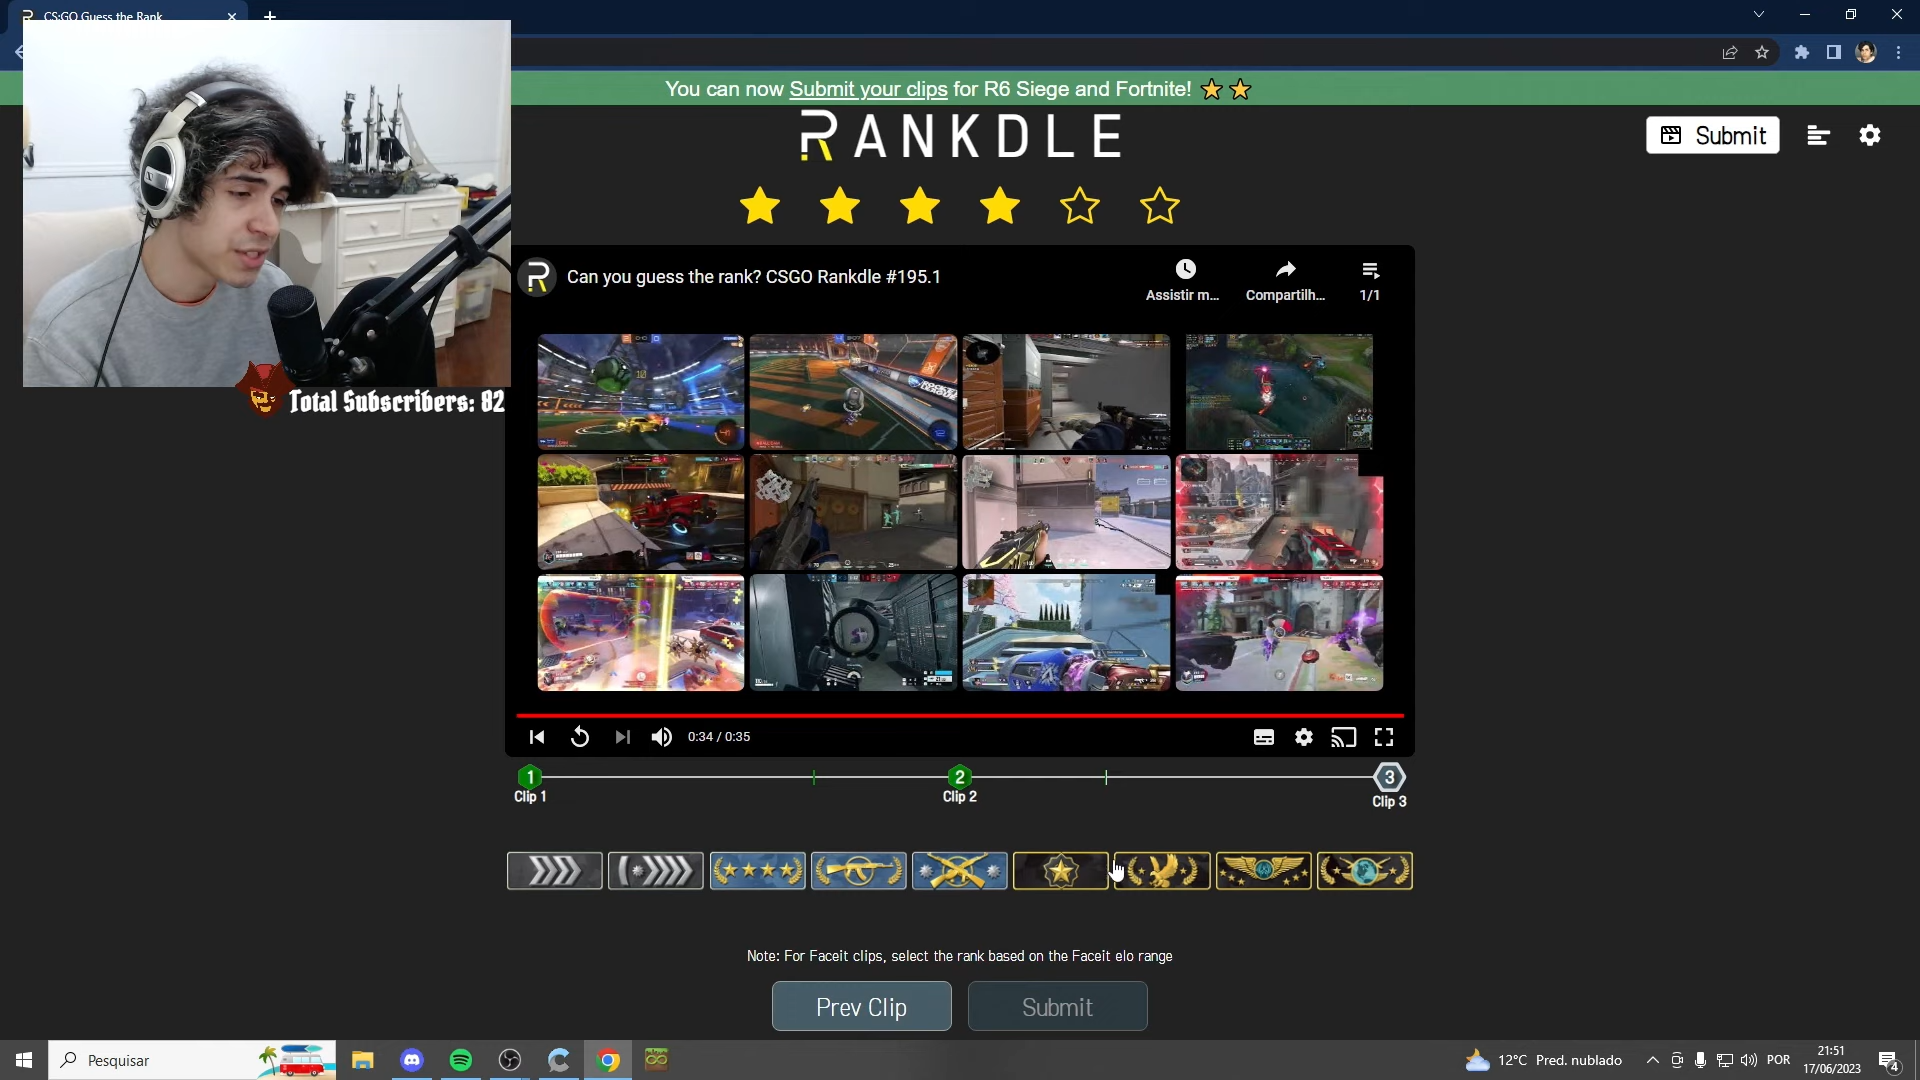 CS:GO Guess the Rank
You can now Submit your clips for R6 Siege and Fortnite!
RANKDLE
Submit
Can you guess the rank? CSGO Rankdle #195.1
Assistir m...
Compartilh...
1/1
Total Subscribers: 82
0:34 / 0:35
1
2
3
Clip 1
Clip 2
Clip 3
Note: For Faceit clips, select the rank based on the Faceit elo range
Prev Clip
Submit
Pesquisar
12°C Pred. nublado
POR
21:51
17/06/2023
4